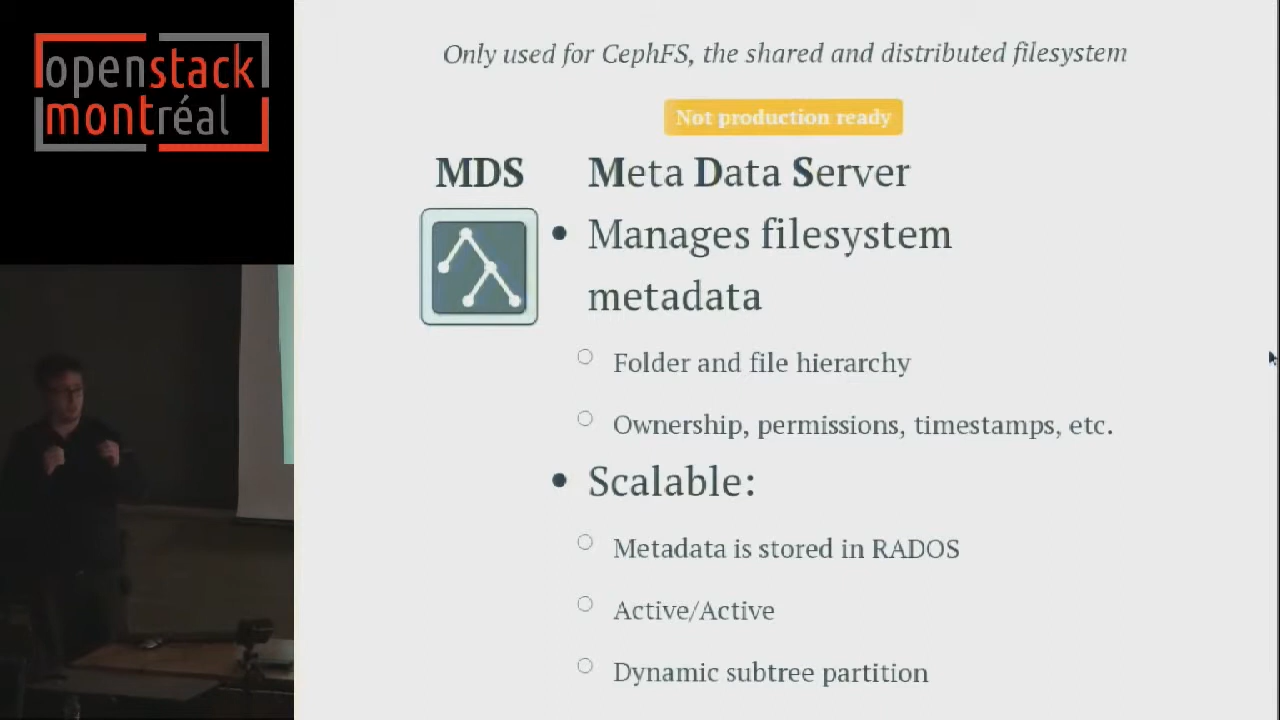 openstack
montréal
Only used for CephFS, the shared and distributed filesystem
Not production ready
MDS
Meta Data Server
Manages filesystem
metadata
Folder and file hierarchy
Ownership, permissions, timestamps, etc.
Scalable:
Metadata is stored in RADOS
Active/Active
Dynamic subtree partition